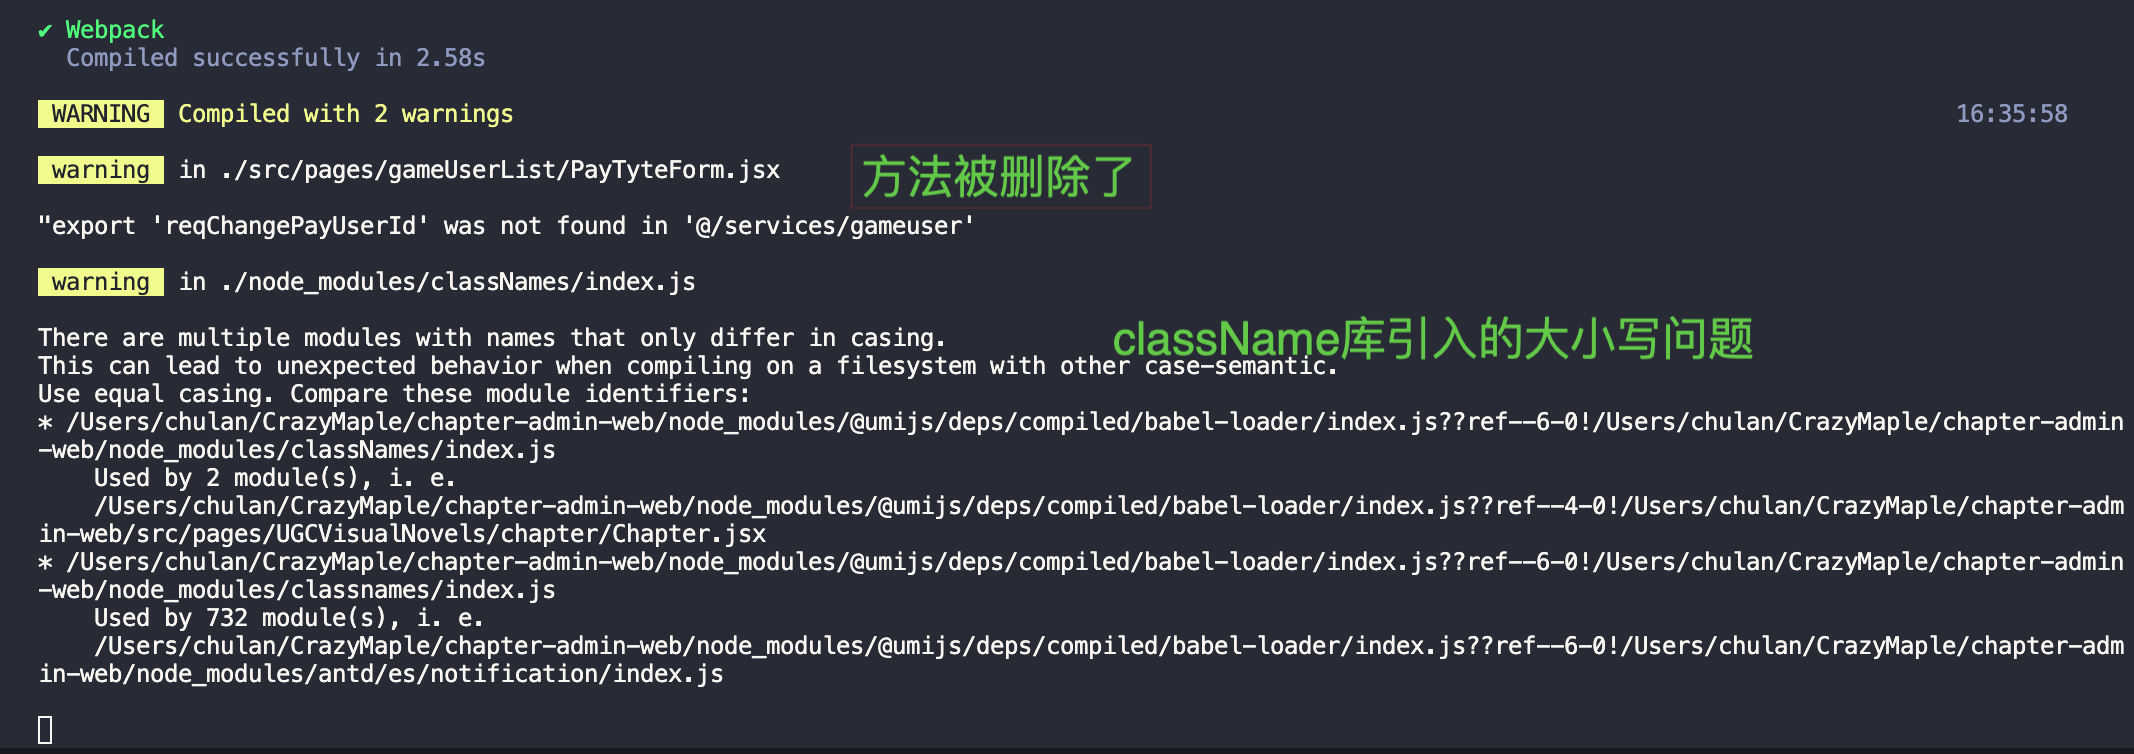 ✔ Webpack
Compiled successfully in 2.58s
WARNING Compiled with 2 warnings 16:35:58
warning in ./src/pages/gameUserList/PayTyteForm.jsx 方法被删除了
"export 'reqChangePayUserId' was not found in '@/services/gameuser'
warning in ./node_modules/classNames/index.js
There are multiple modules with names that only differ in casing.
className库引入的大小写问题
This can lead to unexpected behavior when compiling on a filesystem with other case-semantic.
Use equal casing. Compare these module identifiers:
* /Users/chulan/CrazyMaple/chapter-admin-web/node_modules/@umijs/deps/compiled/babel-loader/index.js??ref--6-0!/Users/chulan/CrazyMaple/chapter-admin
-web/node_modules/classNames/index.js
Used by 2 module(s), i. e.
/Users/chulan/CrazyMaple/chapter-admin-web/node_modules/@umijs/deps/compiled/babel-loader/index.js??ref--4-0!/Users/chulan/CrazyMaple/chapter-adm
in-web/src/pages/UGCVisualNovels/chapter/Chapter.jsx
* /Users/chulan/CrazyMaple/chapter-admin-web/node_modules/@umijs/deps/compiled/babel-loader/index.js??ref--6-0!/Users/chulan/CrazyMaple/chapter-admin
-web/node_modules/classnames/index.js
Used by 732 module(s), i. e.
/Users/chulan/CrazyMaple/chapter-admin-web/node_modules/@umijs/deps/compiled/babel-loader/index.js??ref--6-0!/Users/chulan/CrazyMaple/chapter-adm
in-web/node_modules/antd/es/notification/index.js